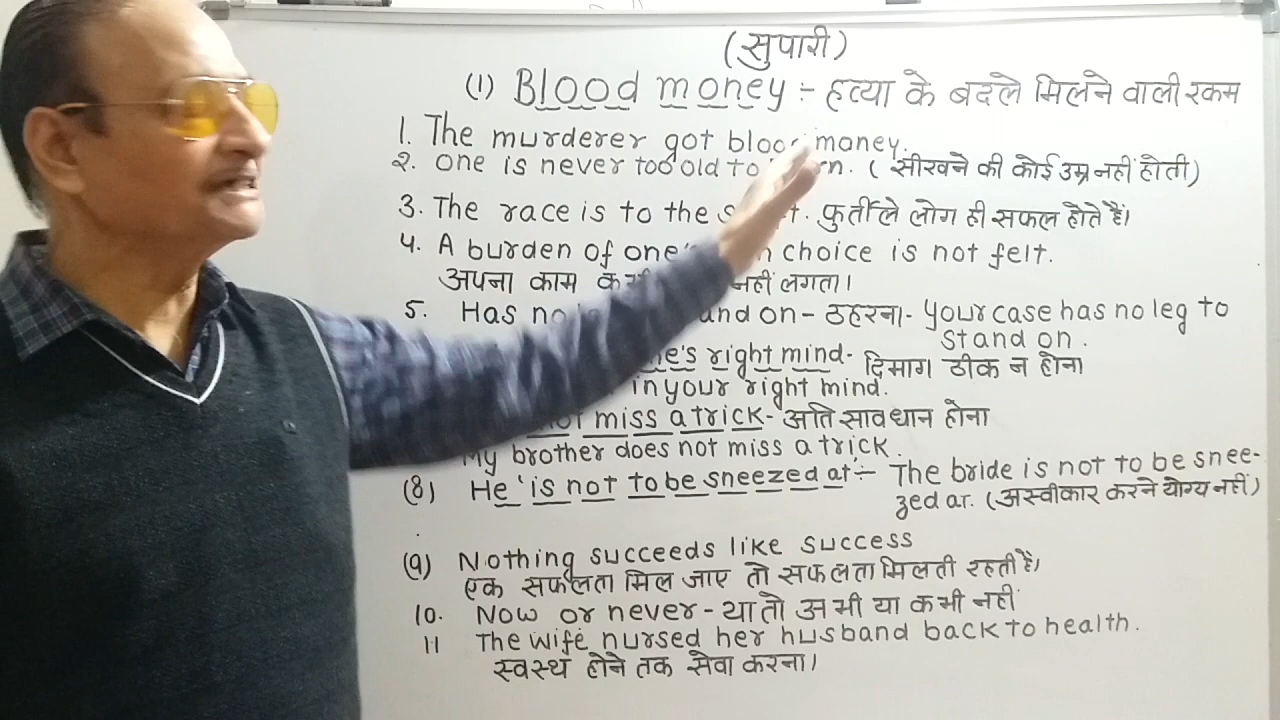 (सुपारी)
(1) Blood money :- हत्या के बदले मिलने वाली रकम
1. The murderer got blood money.
2. One is never too old to (सीखने की कोई उम्र नहीं होती)
3. The race is to the फुर्तीले लोग ही सफल होते हैं।
4. A burden of one's choice is not felt.
अपना काम नहीं लगता।
5. Has no stand on - ठहरना - your case has no leg to
stand on.
one's right mind - दिमाग ठीक न होना
in your right mind.
not miss a trick - अति सावधान होना
My brother does not miss a trick.
(8) He is not to be sneezed at :- The bride is not to be snee-
zed at. (अस्वीकार करने योग्य नहीं)
(9) Nothing succeeds like success
एक सफलता मिल जाए तो सफलता मिलती रहती है।
10. Now or never - या तो अभी या कभी नहीं
11 The wife nursed her husband back to health.
स्वस्थ होने तक सेवा करना।